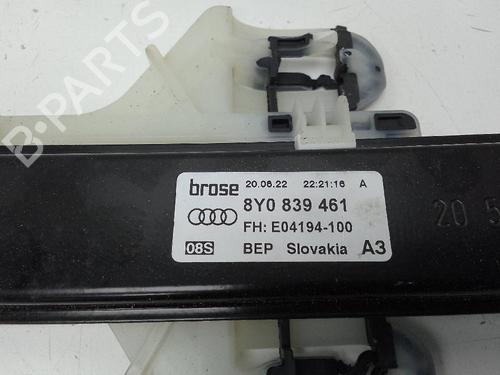 B-PARTS
brose 20.06.22 22:21:16 A
8Y0 839 461
FH: E04194-100
08S BEP Slovakia A3
20 5